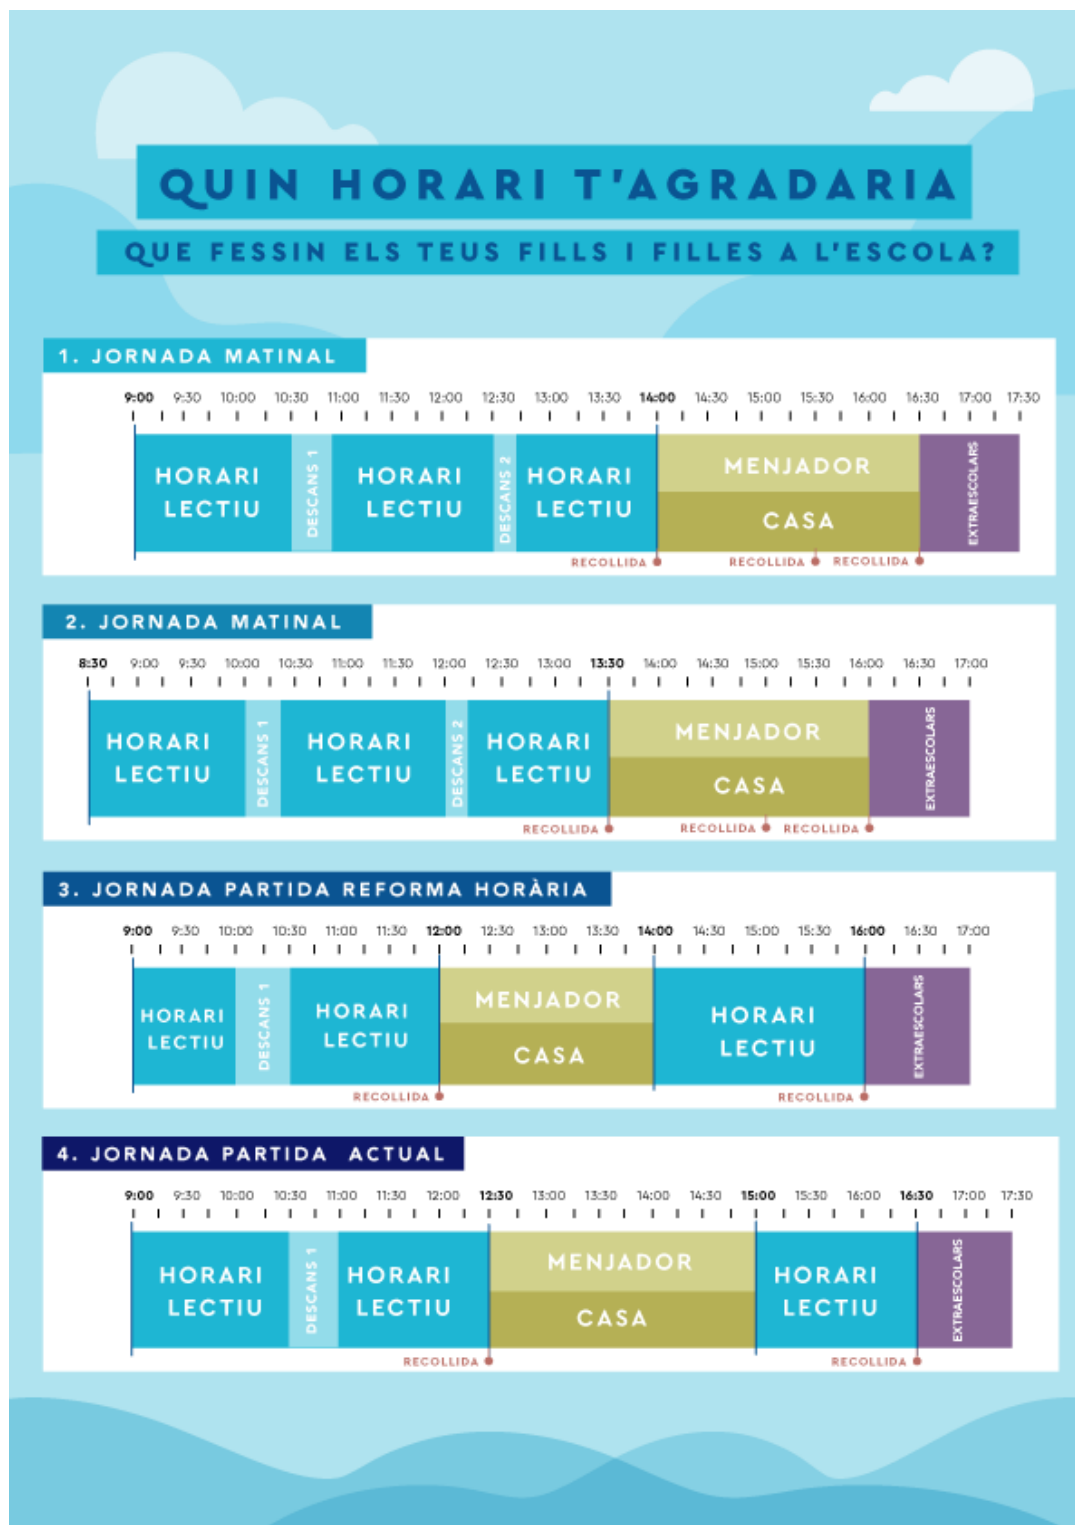 QUIN HORARI T'AGRADARIA
QUE FESSIN ELS TEUS FILLS I FILLES A L'ESCOLA?
1. JORNADA MATINAL
9:00 9:30 10:00 10:30 11:00 11:30 12:00 12:30 13:00 13:30 14:00 14:30 15:00 15:30 16:00 16:30 17:00 17:30
HORARI LECTIU
DESCANS 1
HORARI LECTIU
DESCANS 2
HORARI LECTIU
MENJADOR
CASA
EXTRAESCOLARS
RECOLLIDA RECOLLIDA RECOLLIDA
2. JORNADA MATINAL
8:30 9:00 9:30 10:00 10:30 11:00 11:30 12:00 12:30 13:00 13:30 14:00 14:30 15:00 15:30 16:00 16:30 17:00
HORARI LECTIU
DESCANS 1
HORARI LECTIU
DESCANS 2
HORARI LECTIU
MENJADOR
CASA
EXTRAESCOLARS
RECOLLIDA RECOLLIDA RECOLLIDA
3. JORNADA PARTIDA REFORMA HORÀRIA
9:00 9:30 10:00 10:30 11:00 11:30 12:00 12:30 13:00 13:30 14:00 14:30 15:00 15:30 16:00 16:30 17:00
HORARI LECTIU
DESCANS 1
HORARI LECTIU
MENJADOR
CASA
HORARI LECTIU
EXTRAESCOLARS
RECOLLIDA RECOLLIDA
4. JORNADA PARTIDA ACTUAL
9:00 9:30 10:00 10:30 11:00 11:30 12:00 12:30 13:00 13:30 14:00 14:30 15:00 15:30 16:00 16:30 17:00 17:30
HORARI LECTIU
DESCANS 1
HORARI LECTIU
MENJADOR
CASA
HORARI LECTIU
EXTRAESCOLARS
RECOLLIDA RECOLLIDA